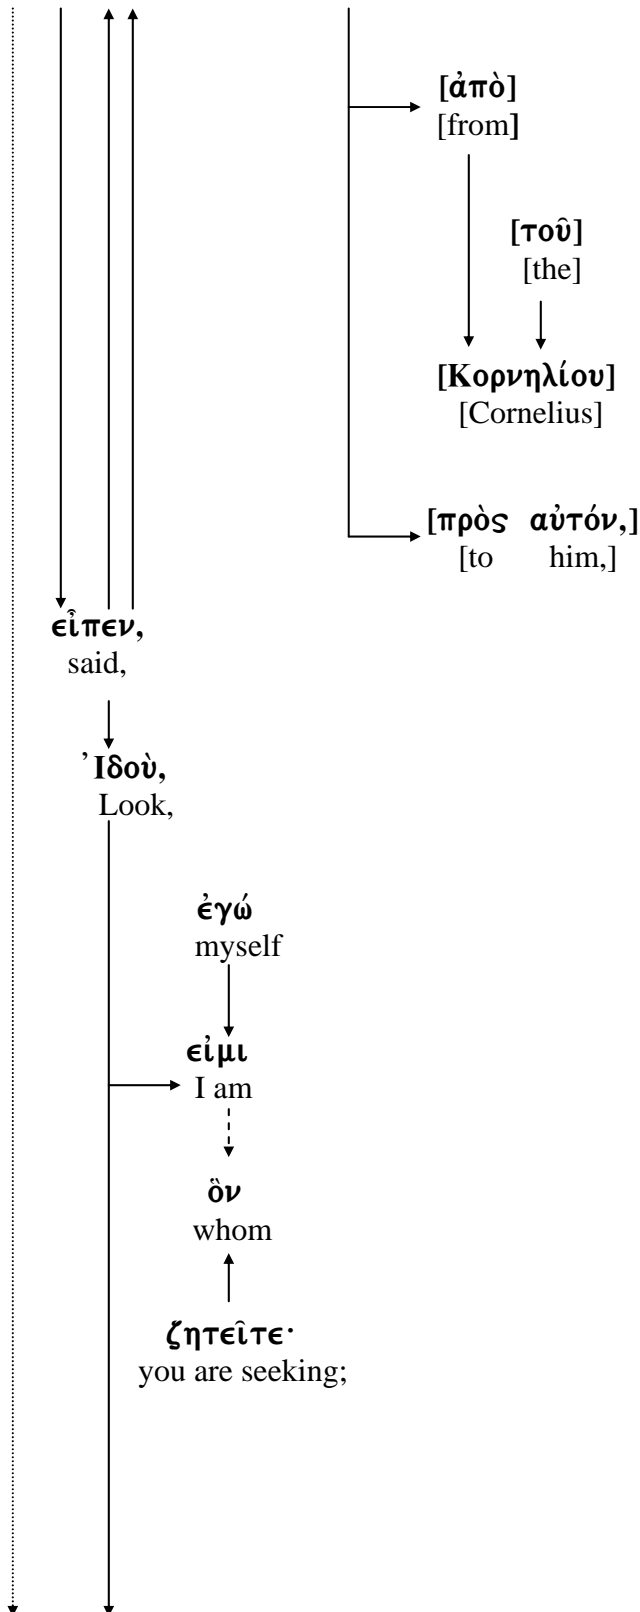 [ἀπὸ]
[from]
[τοῦ]
[the]
[Κορνηλίου]
[Cornelius]
[πρὸς αὐτόν,]
[to him,]
εἶπεν,
said,
Ἰδοὺ,
Look,
ἐγώ
myself
εἰμι
I am
ὃν
whom
ζητεῖτε·
you are seeking;